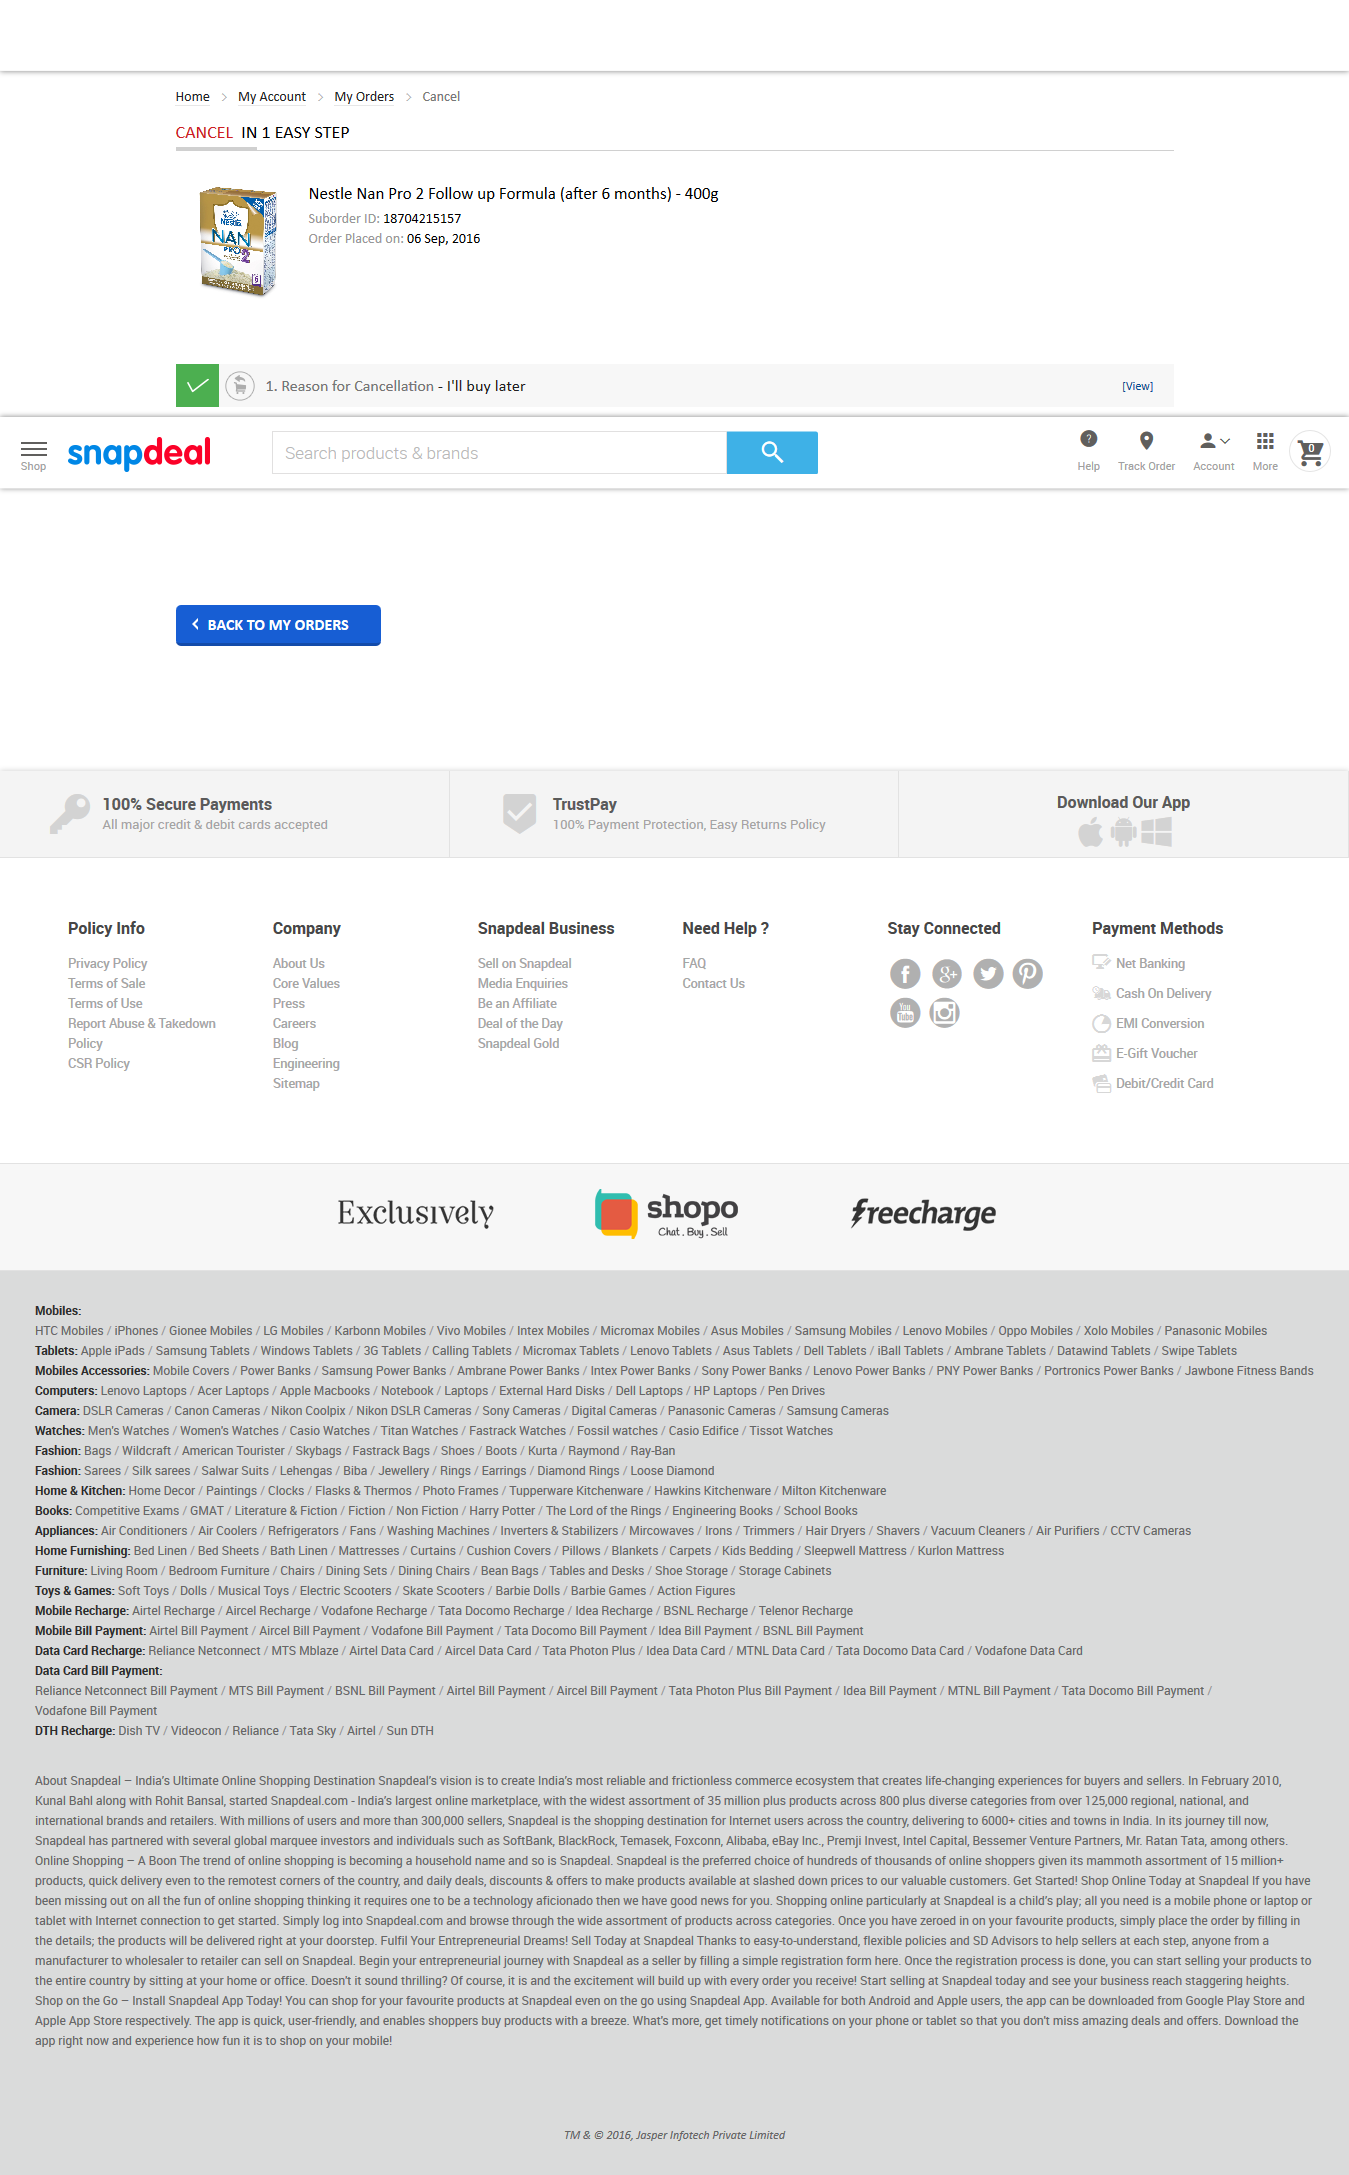 Home > My Account > My Orders > Cancel
CANCEL IN 1 EASY STEP
Nestle Nan Pro 2 Follow up Formula (after 6 months) - 400g
Suborder ID: 18704215157
Order Placed on: 06 Sep, 2016
Nestle
NAN
PRO 2
6
1. Reason for Cancellation - I'll buy later
[View]
Shop
snapdeal
Search products & brands
?
Help
Track Order
Account
More
0
BACK TO MY ORDERS
100% Secure Payments
All major credit & debit cards accepted
TrustPay
100% Payment Protection, Easy Returns Policy
Download Our App
Policy Info
Privacy Policy
Terms of Sale
Terms of Use
Report Abuse & Takedown
Policy
CSR Policy
Company
About Us
Core Values
Press
Careers
Blog
Engineering
Sitemap
Snapdeal Business
Sell on Snapdeal
Media Enquiries
Be an Affiliate
Deal of the Day
Snapdeal Gold
Need Help ?
FAQ
Contact Us
Stay Connected
You
Tube
Payment Methods
Net Banking
Cash On Delivery
EMI Conversion
E-Gift Voucher
Debit/Credit Card
Exclusively
shopo
Chat . Buy . Sell
freecharge
Mobiles:
HTC Mobiles / iPhones / Gionee Mobiles / LG Mobiles / Karbonn Mobiles / Vivo Mobiles / Intex Mobiles / Micromax Mobiles / Asus Mobiles / Samsung Mobiles / Lenovo Mobiles / Oppo Mobiles / Xolo Mobiles / Panasonic Mobiles
Tablets: Apple iPads / Samsung Tablets / Windows Tablets / 3G Tablets / Calling Tablets / Micromax Tablets / Lenovo Tablets / Asus Tablets / Dell Tablets / iBall Tablets / Ambrane Tablets / Datawind Tablets / Swipe Tablets
Mobiles Accessories: Mobile Covers / Power Banks / Samsung Power Banks / Ambrane Power Banks / Intex Power Banks / Sony Power Banks / Lenovo Power Banks / PNY Power Banks / Portronics Power Banks / Jawbone Fitness Bands
Computers: Lenovo Laptops / Acer Laptops / Apple Macbooks / Notebook / Laptops / External Hard Disks / Dell Laptops / HP Laptops / Pen Drives
Camera: DSLR Cameras / Canon Cameras / Nikon Coolpix / Nikon DSLR Cameras / Sony Cameras / Digital Cameras / Panasonic Cameras / Samsung Cameras
Watches: Men's Watches / Women's Watches / Casio Watches / Titan Watches / Fastrack Watches / Fossil watches / Casio Edifice / Tissot Watches
Fashion: Bags / Wildcraft / American Tourister / Skybags / Fastrack Bags / Shoes / Boots / Kurta / Raymond / Ray-Ban
Fashion: Sarees / Silk sarees / Salwar Suits / Lehengas / Biba / Jewellery / Rings / Earrings / Diamond Rings / Loose Diamond
Home & Kitchen: Home Decor / Paintings / Clocks / Flasks & Thermos / Photo Frames / Tupperware Kitchenware / Hawkins Kitchenware / Milton Kitchenware
Books: Competitive Exams / GMAT / Literature & Fiction / Fiction / Non Fiction / Harry Potter / The Lord of the Rings / Engineering Books / School Books
Appliances: Air Conditioners / Air Coolers / Refrigerators / Fans / Washing Machines / Inverters & Stabilizers / Mircowaves / Irons / Trimmers / Hair Dryers / Shavers / Vacuum Cleaners / Air Purifiers / CCTV Cameras
Home Furnishing: Bed Linen / Bed Sheets / Bath Linen / Mattresses / Curtains / Cushion Covers / Pillows / Blankets / Carpets / Kids Bedding / Sleepwell Mattress / Kurlon Mattress
Furniture: Living Room / Bedroom Furniture / Chairs / Dining Sets / Dining Chairs / Bean Bags / Tables and Desks / Shoe Storage / Storage Cabinets
Toys & Games: Soft Toys / Dolls / Musical Toys / Electric Scooters / Skate Scooters / Barbie Dolls / Barbie Games / Action Figures
Mobile Recharge: Airtel Recharge / Aircel Recharge / Vodafone Recharge / Tata Docomo Recharge / Idea Recharge / BSNL Recharge / Telenor Recharge
Mobile Bill Payment: Airtel Bill Payment / Aircel Bill Payment / Vodafone Bill Payment / Tata Docomo Bill Payment / Idea Bill Payment / BSNL Bill Payment
Data Card Recharge: Reliance Netconnect / MTS Mblaze / Airtel Data Card / Aircel Data Card / Tata Photon Plus / Idea Data Card / MTNL Data Card / Tata Docomo Data Card / Vodafone Data Card
Data Card Bill Payment:
Reliance Netconnect Bill Payment / MTS Bill Payment / BSNL Bill Payment / Airtel Bill Payment / Aircel Bill Payment / Tata Photon Plus Bill Payment / Idea Bill Payment / MTNL Bill Payment / Tata Docomo Bill Payment /
Vodafone Bill Payment
DTH Recharge: Dish TV / Videocon / Reliance / Tata Sky / Airtel / Sun DTH
About Snapdeal – India's Ultimate Online Shopping Destination Snapdeal's vision is to create India's most reliable and frictionless commerce ecosystem that creates life-changing experiences for buyers and sellers. In February 2010,
Kunal Bahl along with Rohit Bansal, started Snapdeal.com - India's largest online marketplace, with the widest assortment of 35 million plus products across 800 plus diverse categories from over 125,000 regional, national, and
international brands and retailers. With millions of users and more than 300,000 sellers, Snapdeal is the shopping destination for Internet users across the country, delivering to 6000+ cities and towns in India. In its journey till now,
Snapdeal has partnered with several global marquee investors and individuals such as SoftBank, BlackRock, Temasek, Foxconn, Alibaba, eBay Inc., Premji Invest, Intel Capital, Bessemer Venture Partners, Mr. Ratan Tata, among others.
Online Shopping – A Boon The trend of online shopping is becoming a household name and so is Snapdeal. Snapdeal is the preferred choice of hundreds of thousands of online shoppers given its mammoth assortment of 15 million+
products, quick delivery even to the remotest corners of the country, and daily deals, discounts & offers to make products available at slashed down prices to our valuable customers. Get Started! Shop Online Today at Snapdeal If you have
been missing out on all the fun of online shopping thinking it requires one to be a technology aficionado then we have good news for you. Shopping online particularly at Snapdeal is a child's play; all you need is a mobile phone or laptop or
tablet with Internet connection to get started. Simply log into Snapdeal.com and browse through the wide assortment of products across categories. Once you have zeroed in on your favourite products, simply place the order by filling in
the details; the products will be delivered right at your doorstep. Fulfil Your Entrepreneurial Dreams! Sell Today at Snapdeal Thanks to easy-to-understand, flexible policies and SD Advisors to help sellers at each step, anyone from a
manufacturer to wholesaler to retailer can sell on Snapdeal. Begin your entrepreneurial journey with Snapdeal as a seller by filling a simple registration form here. Once the registration process is done, you can start selling your products to
the entire country by sitting at your home or office. Doesn't it sound thrilling? Of course, it is and the excitement will build up with every order you receive! Start selling at Snapdeal today and see your business reach staggering heights.
Shop on the Go – Install Snapdeal App Today! You can shop for your favourite products at Snapdeal even on the go using Snapdeal App. Available for both Android and Apple users, the app can be downloaded from Google Play Store and
Apple App Store respectively. The app is quick, user-friendly, and enables shoppers buy products with a breeze. What's more, get timely notifications on your phone or tablet so that you don't miss amazing deals and offers. Download the
app right now and experience how fun it is to shop on your mobile!
TM & © 2016, Jasper Infotech Private Limited